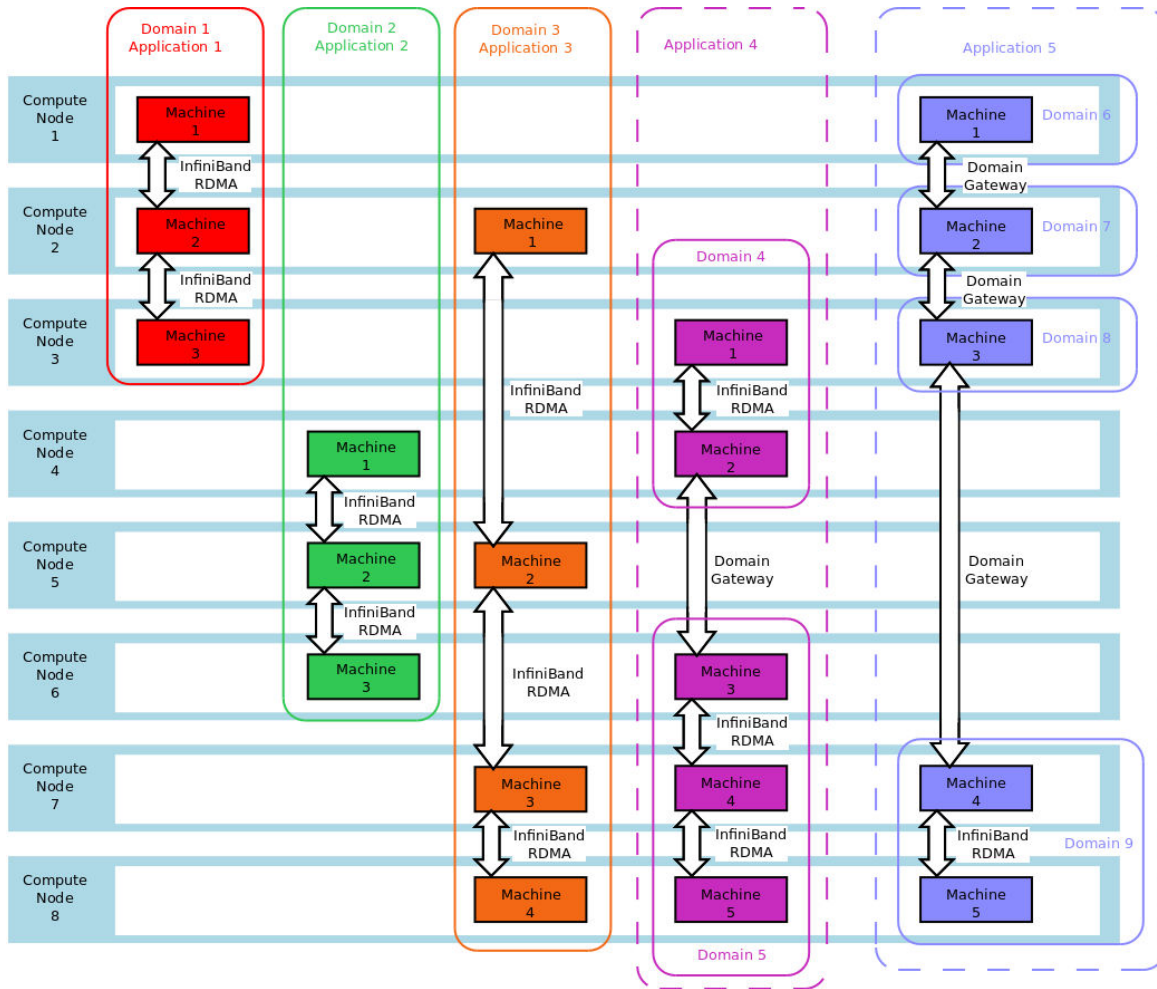 Domain 1
Application 1
Domain 2
Application 2
Domain 3
Application 3
Application 4
Application 5
Compute
Node
1
Machine
1
Machine
1
Domain 6
InfiniBand
RDMA
Domain
Gateway
Compute
Node
2
Machine
2
Machine
1
Machine
2
Domain 7
Domain 4
InfiniBand
RDMA
Domain
Gateway
Compute
Node
3
Machine
3
Machine
1
Machine
3
Domain 8
InfiniBand
RDMA
InfiniBand
RDMA
Compute
Node
4
Machine
1
Machine
2
InfiniBand
RDMA
Compute
Node
5
Machine
2
Machine
2
Domain
Gateway
Domain
Gateway
InfiniBand
RDMA
Compute
Node
6
Machine
3
Machine
3
InfiniBand
RDMA
InfiniBand
RDMA
Compute
Node
7
Machine
3
Machine
4
Machine
4
InfiniBand
RDMA
InfiniBand
RDMA
InfiniBand
RDMA
Domain 9
Compute
Node
8
Machine
4
Machine
5
Machine
5
Domain 5